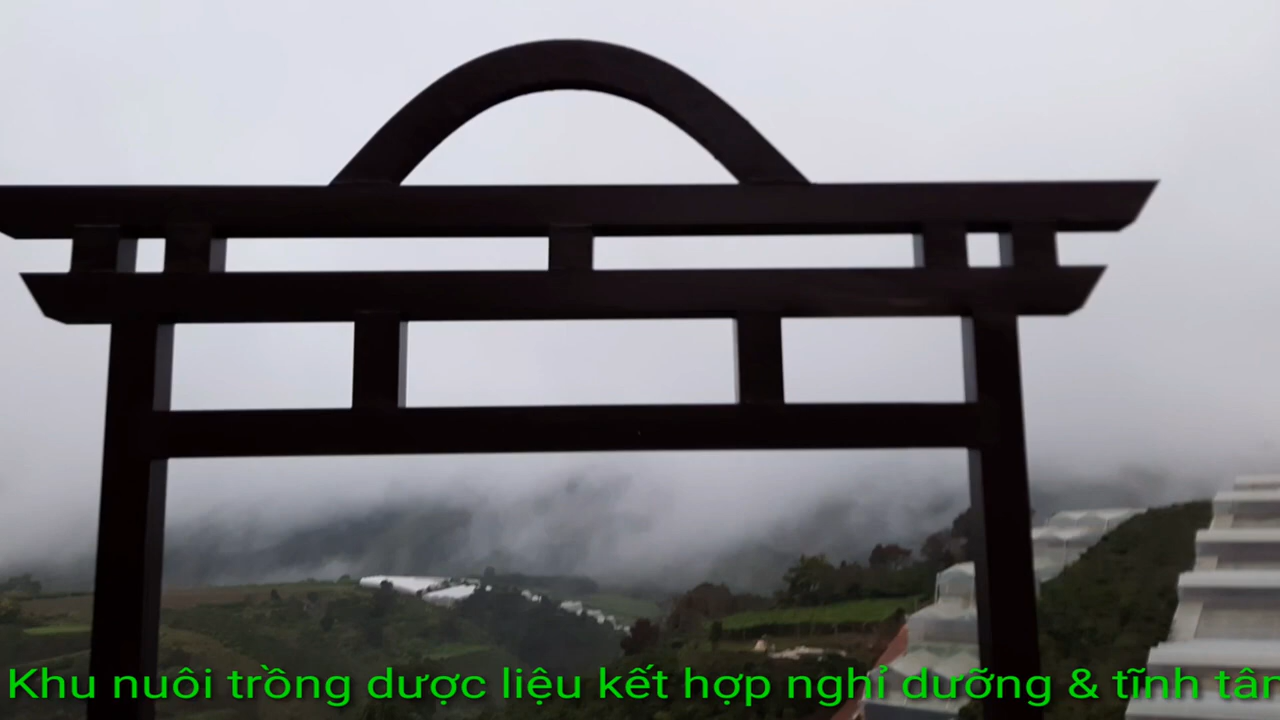 Khu nuôi trồng dược liệu kết hợp nghỉ dưỡng & tĩnh